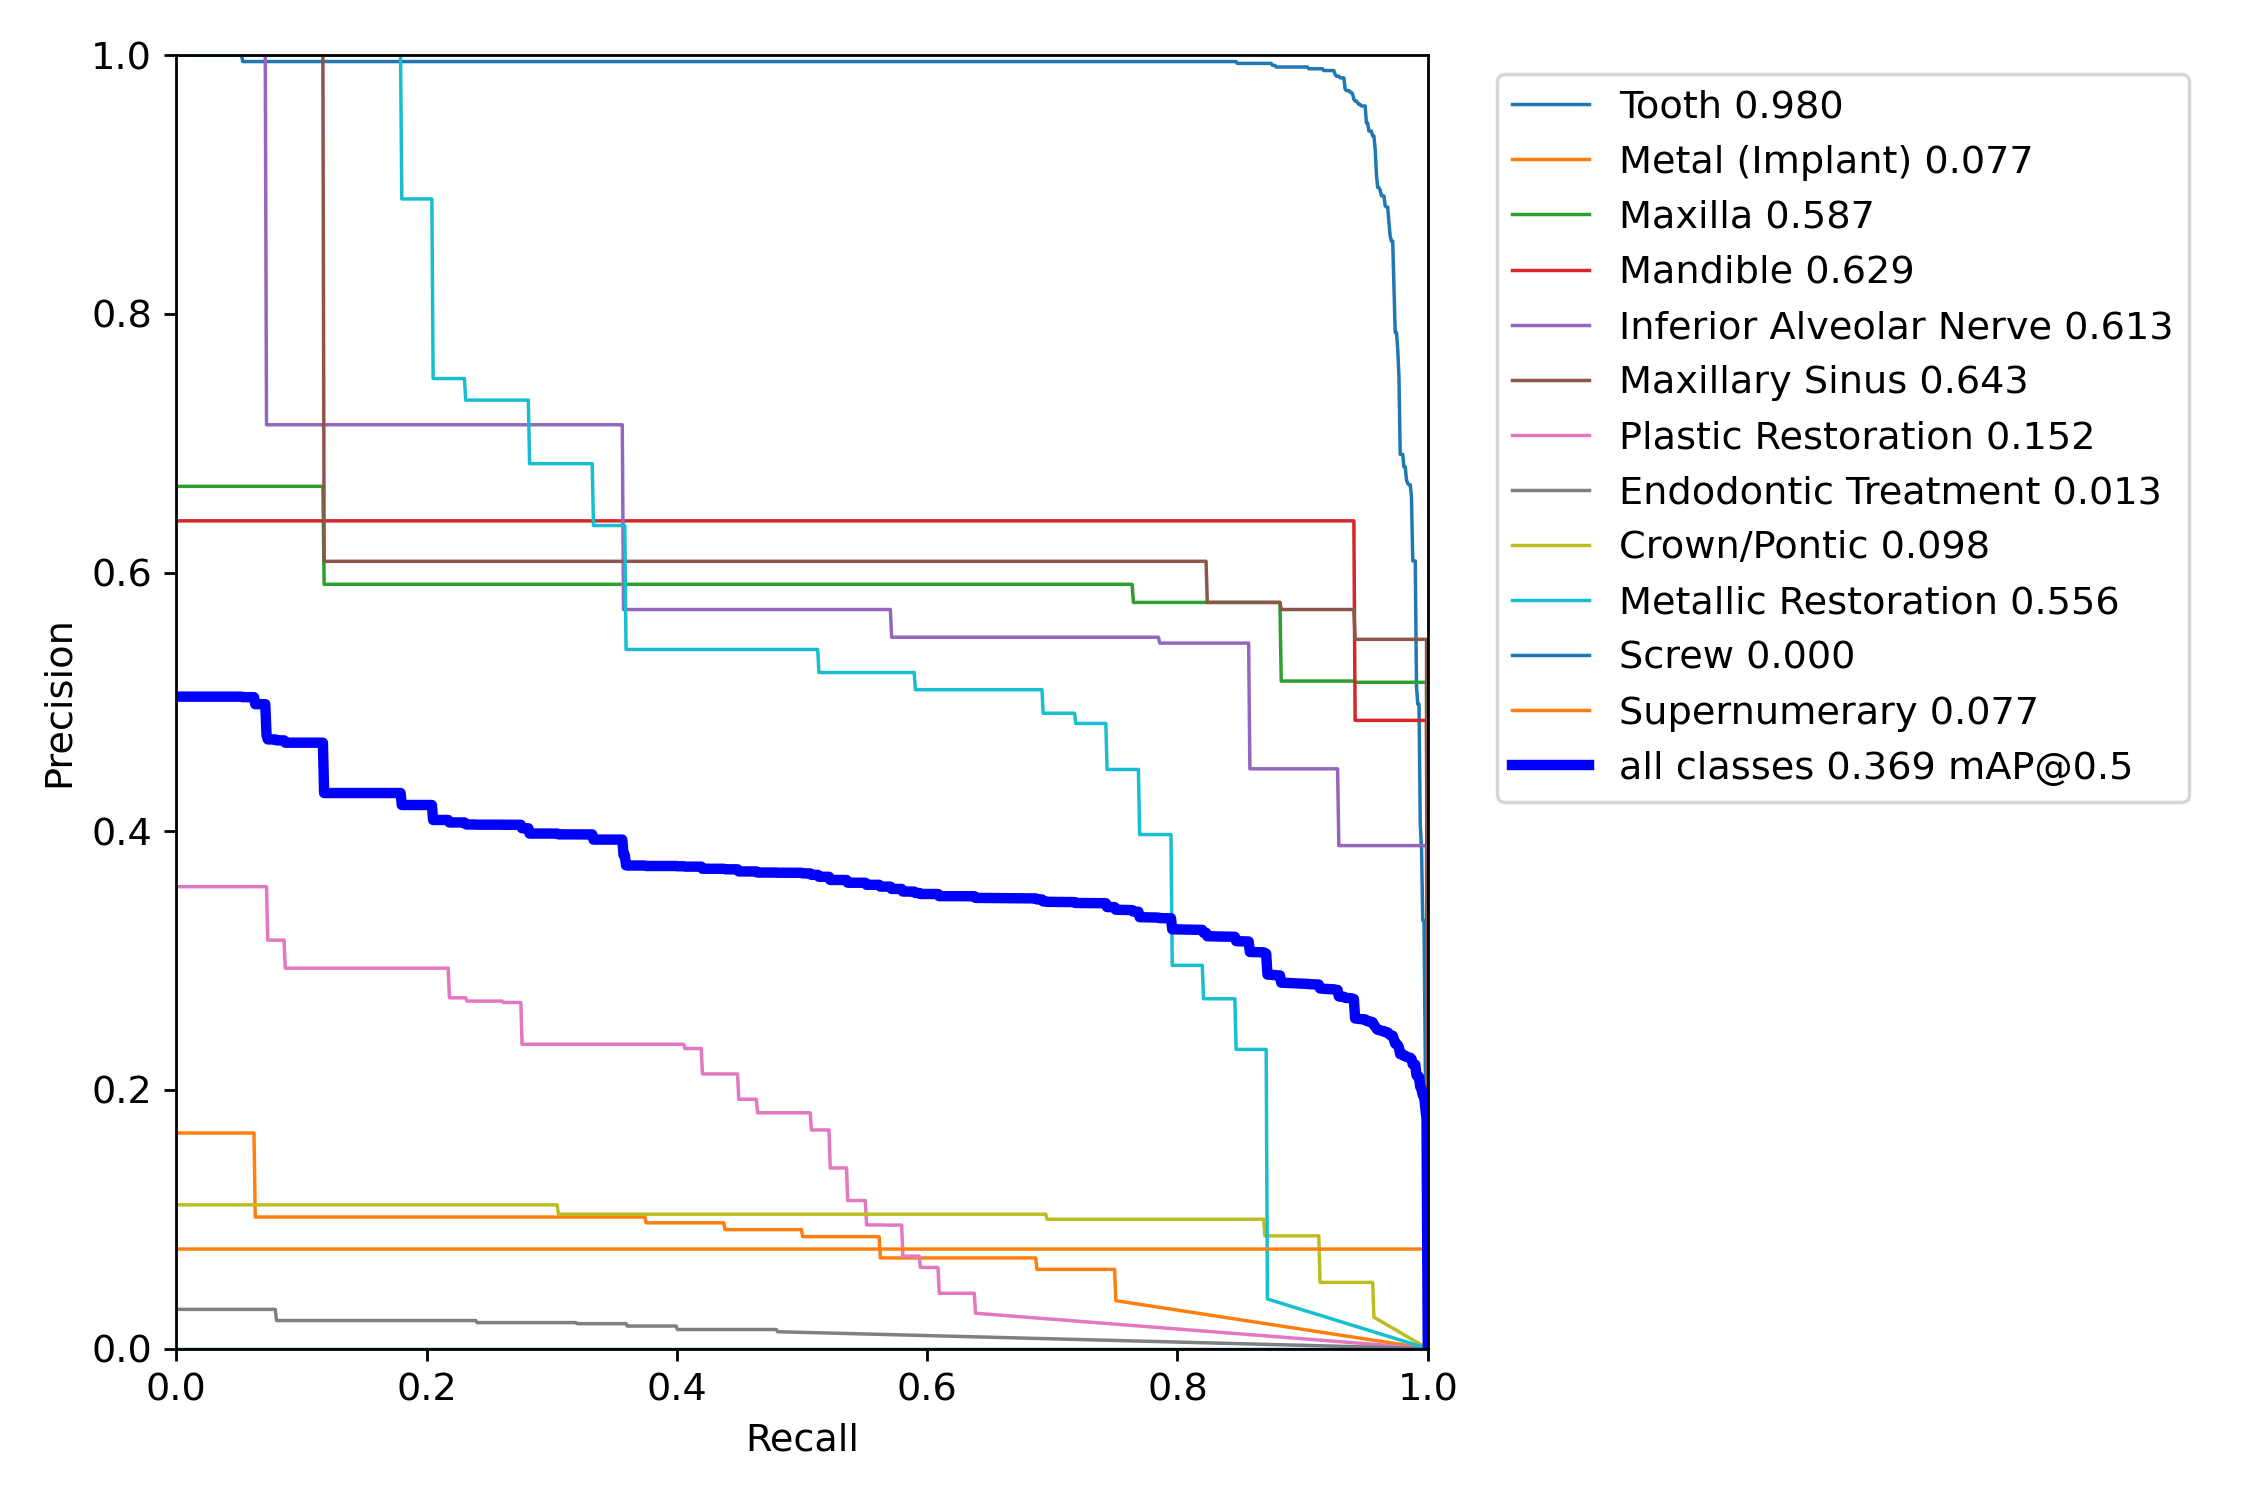 1.0
0.8
0.6
0.4
0.2
0.0
Precision
0.0 0.2 0.4 0.6 0.8 1.0
Recall
Tooth 0.980
Metal (Implant) 0.077
Maxilla 0.587
Mandible 0.629
Inferior Alveolar Nerve 0.613
Maxillary Sinus 0.643
Plastic Restoration 0.152
Endodontic Treatment 0.013
Crown/Pontic 0.098
Metallic Restoration 0.556
Screw 0.000
Supernumerary 0.077
all classes 0.369 mAP@0.5